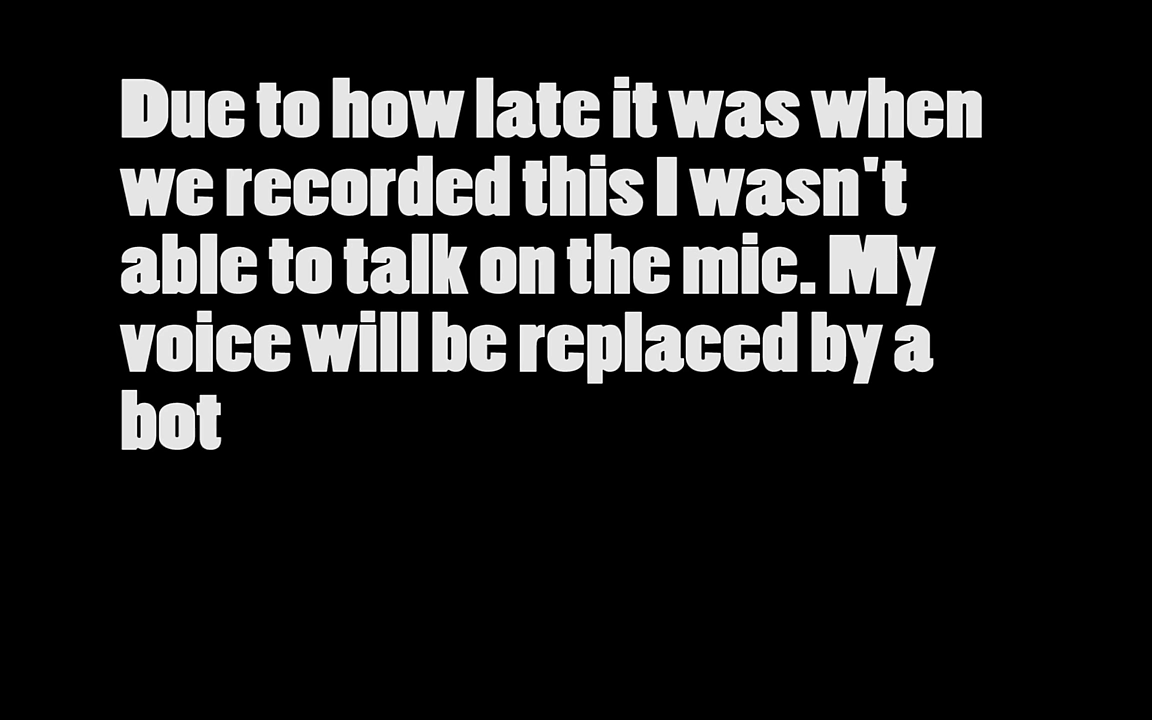 Due to how late it was when
we recorded this I wasn't
able to talk on the mic. My
voice will be replaced by a
bot